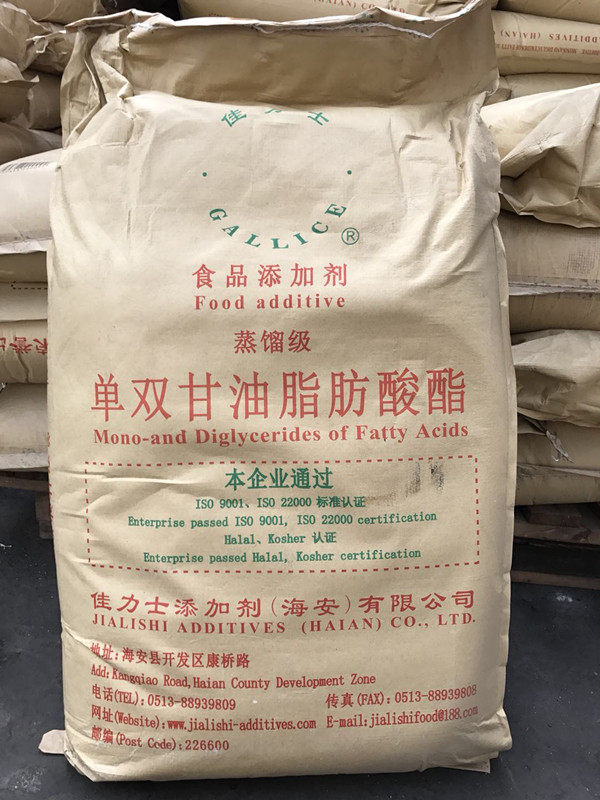 佳力士
GALLICE®
食品添加剂
Food additive
蒸馏级
单双甘油脂肪酸酯
Mono-and Diglycerides of Fatty Acids
本企业通过
ISO 9001、ISO 22000 标准认证
Enterprise passed ISO 9001, ISO 22000 certification
Halal、Kosher 认证
Enterprise passed Halal, Kosher certification
佳力士添加剂(海安)有限公司
JIALISHI ADDITIVES (HAIAN) CO., LTD.
地址:海安县开发区康桥路
Add:Kangqiao Road,Haian County Development Zone
电话(TEL):0513-88939809 传真(FAX):0513-88939808
网址(Website):www.jialishi-additives.com E-mail:jialishifood@188.com
邮编(Post Code):226600